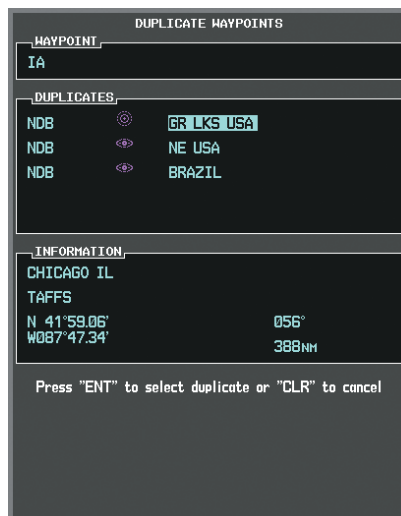 DUPLICATE WAYPOINTS
WAYPOINT
IA
DUPLICATES
NDB GR LKS USA
NDB NE USA
NDB BRAZIL
INFORMATION
CHICAGO IL
TAFFS
N 41°59.06' 056°
W087°47.34' 388NM
Press "ENT" to select duplicate or "CLR" to cancel